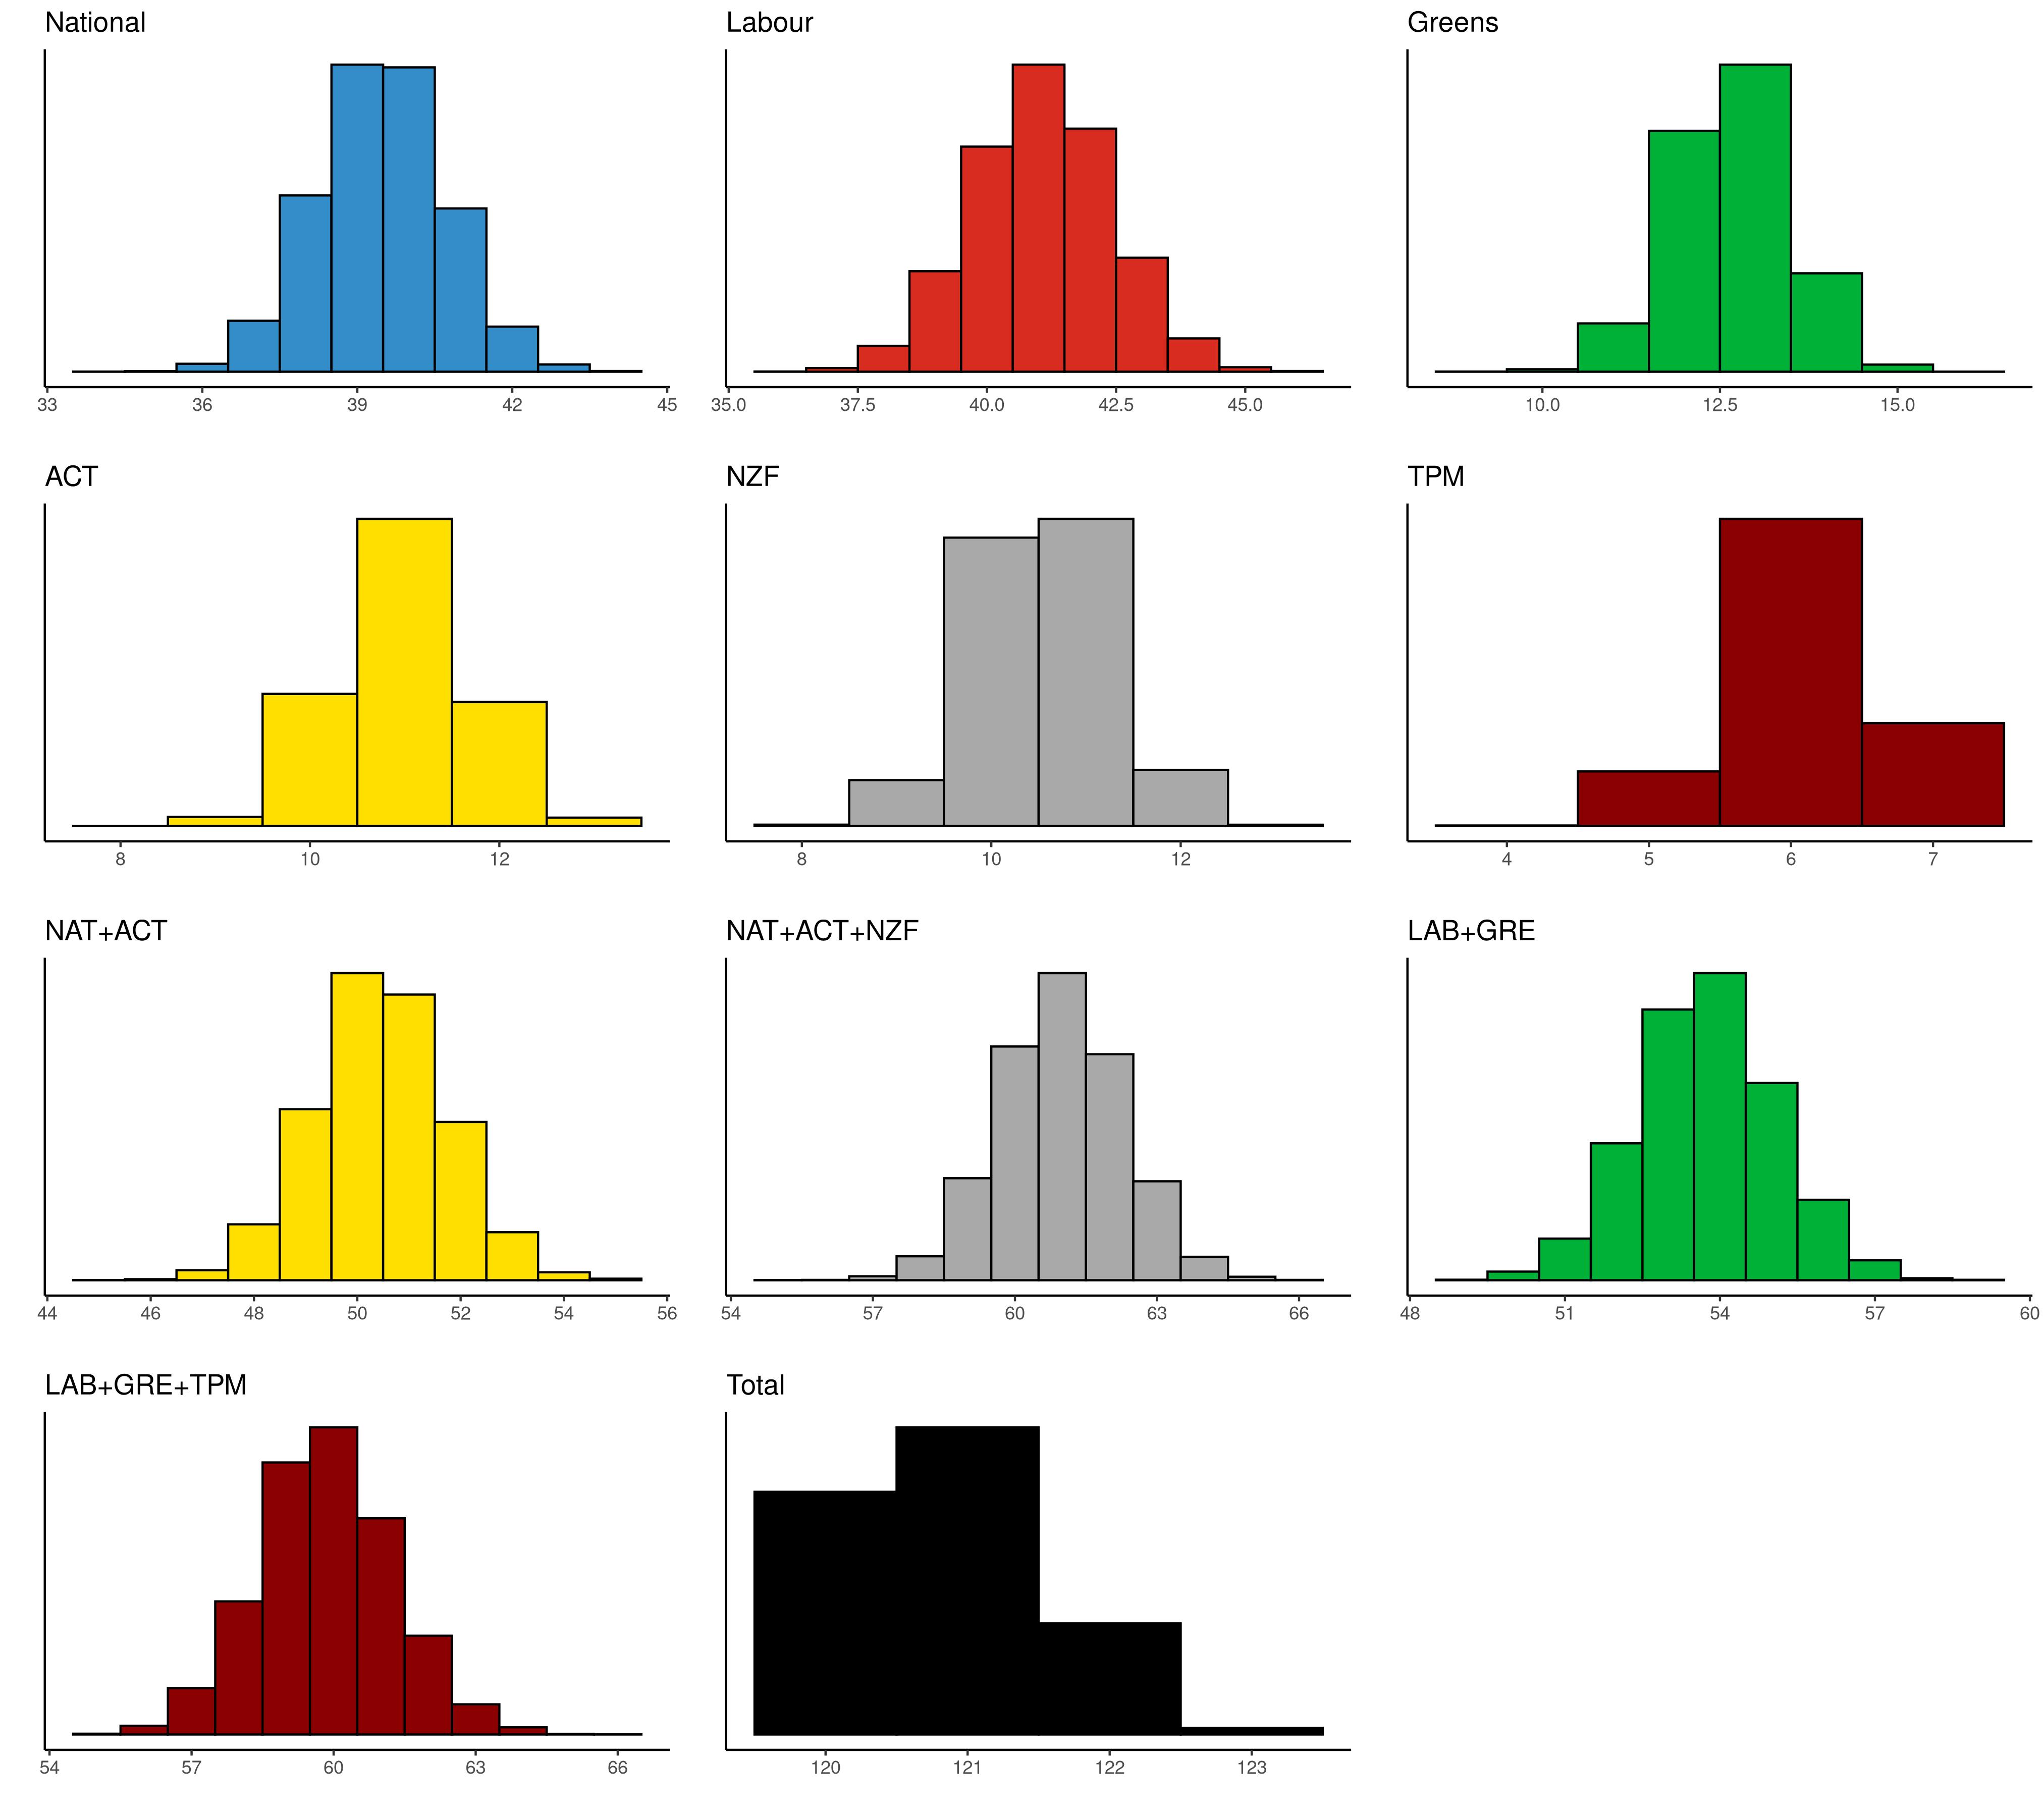 National Labour Greens
33 36 39 42 45 35.0 37.5 40.0 42.5 45.0 10.0 12.5 15.0
ACT NZF TPM
8 10 12 8 10 12 4 5 6 7
NAT+ACT NAT+ACT+NZF LAB+GRE
44 46 48 50 52 54 56 54 57 60 63 66 48 51 54 57 60
LAB+GRE+TPM Total
54 57 60 63 66 120 121 122 123